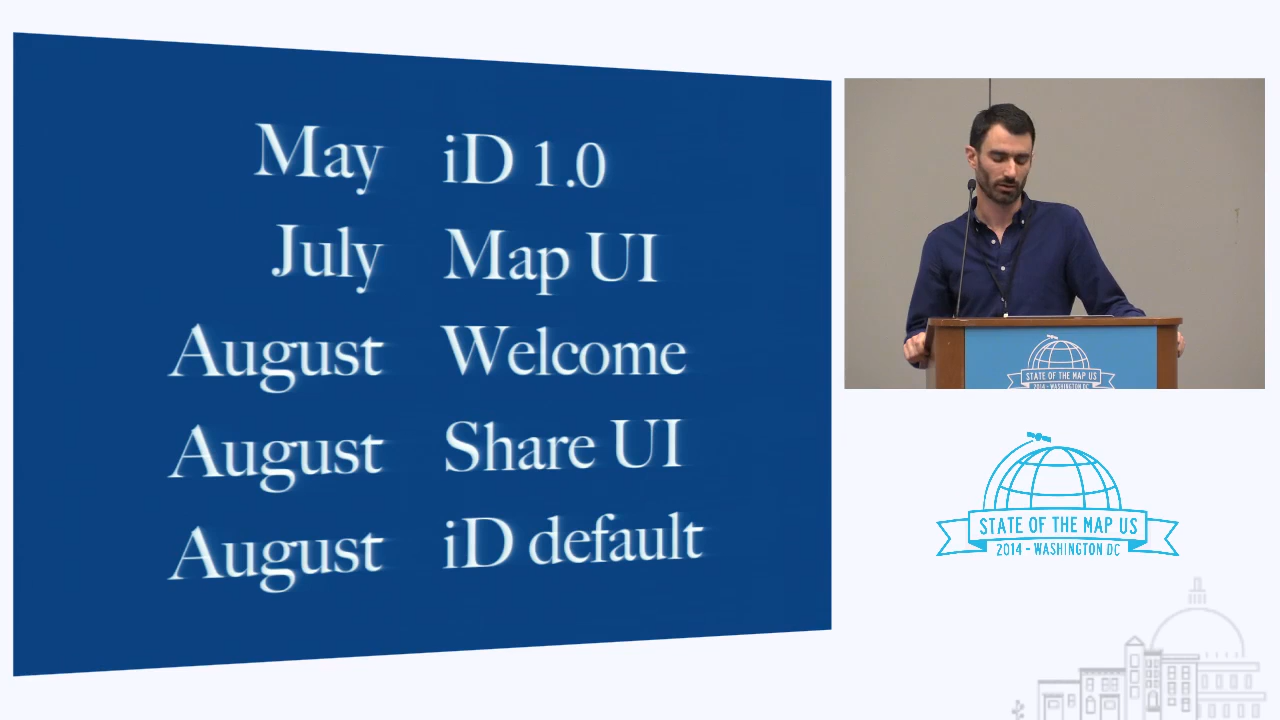 May iD 1.0
July Map UI
August Welcome
August Share UI
August iD default
STATE OF THE MAP US
2014 - WASHINGTON DC
STATE OF THE MAP US
2014 - WASHINGTON DC